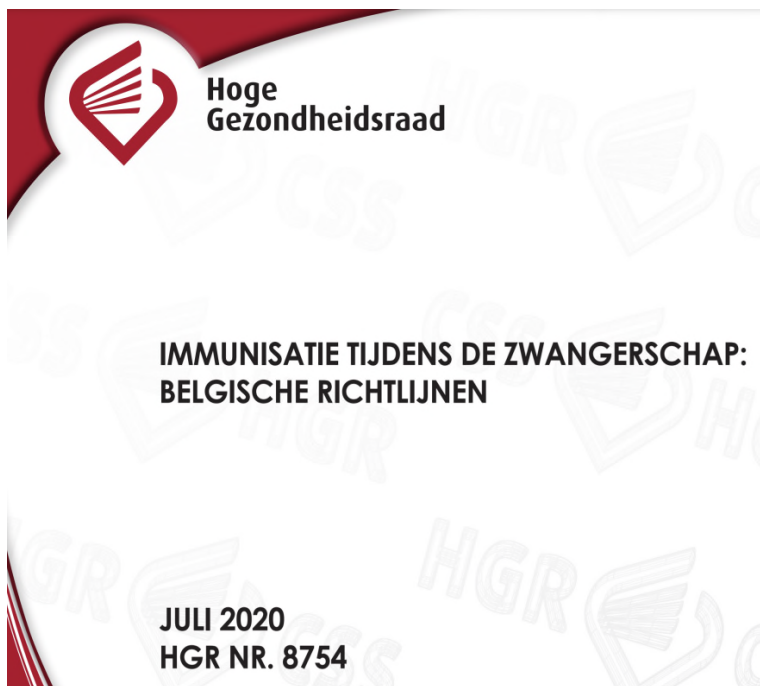 Hoge
Gezondheidsraad
IMMUNISATIE TIJDENS DE ZWANGERSCHAP:
BELGISCHE RICHTLIJNEN
JULI 2020
HGR NR. 8754